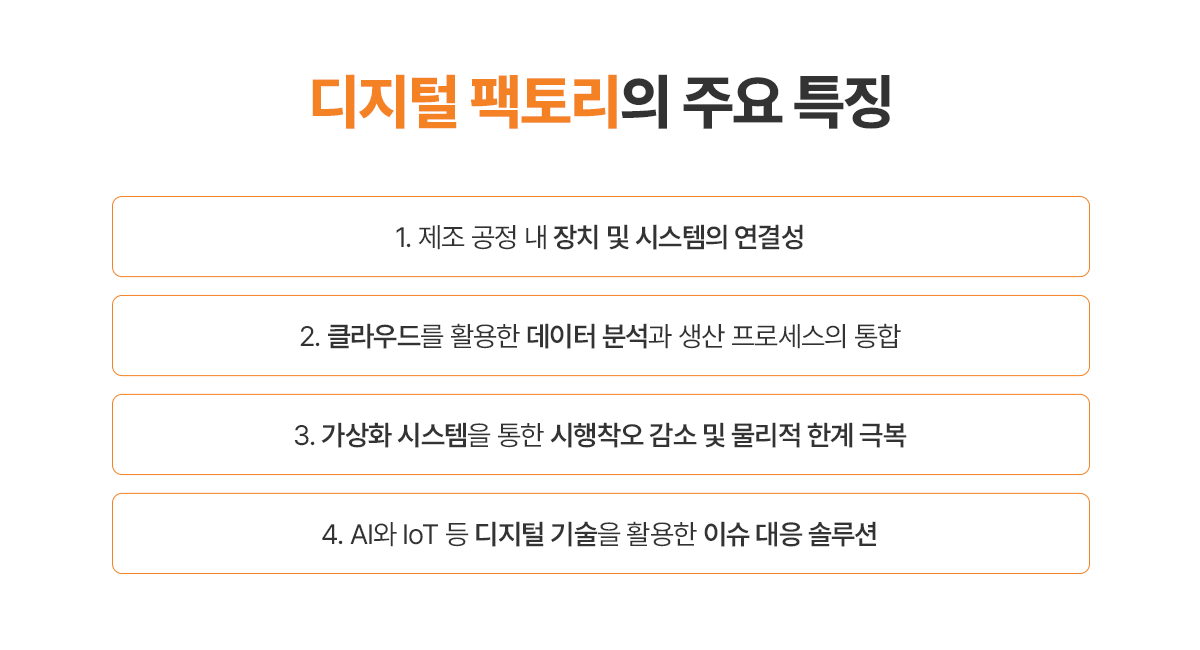 디지털 팩토리의 주요 특징
1. 제조 공정 내 장치 및 시스템의 연결성
2. 클라우드를 활용한 데이터 분석과 생산 프로세스의 통합
3. 가상화 시스템을 통한 시행착오 감소 및 물리적 한계 극복
4. AI와 IoT 등 디지털 기술을 활용한 이슈 대응 솔루션